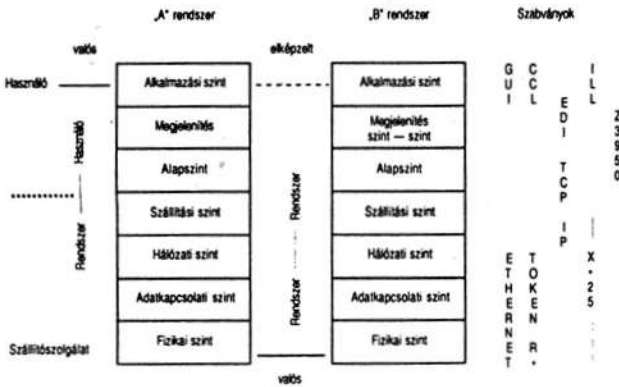 „A" rendszer
„B" rendszer
Szabványok
valós
elképzelt
Használó
Alkalmazási szint
Megjelenítés
Alapszint
Szállítási szint
Hálózati szint
Adatkapcsolati szint
Fizikai szint
Alkalmazási szint
Megjelenítés
szint — szint
Alapszint
Szállítási szint
Hálózati szint
Adatkapcsolati szint
Fizikai szint
Használó
Rendszer
Rendszer
Rendszer
Szállítószolgálat
valós
GUI
CCL
ILL
EDI
Z3950
TCP
IP
ETHERNET
TOKEN R.
X.25